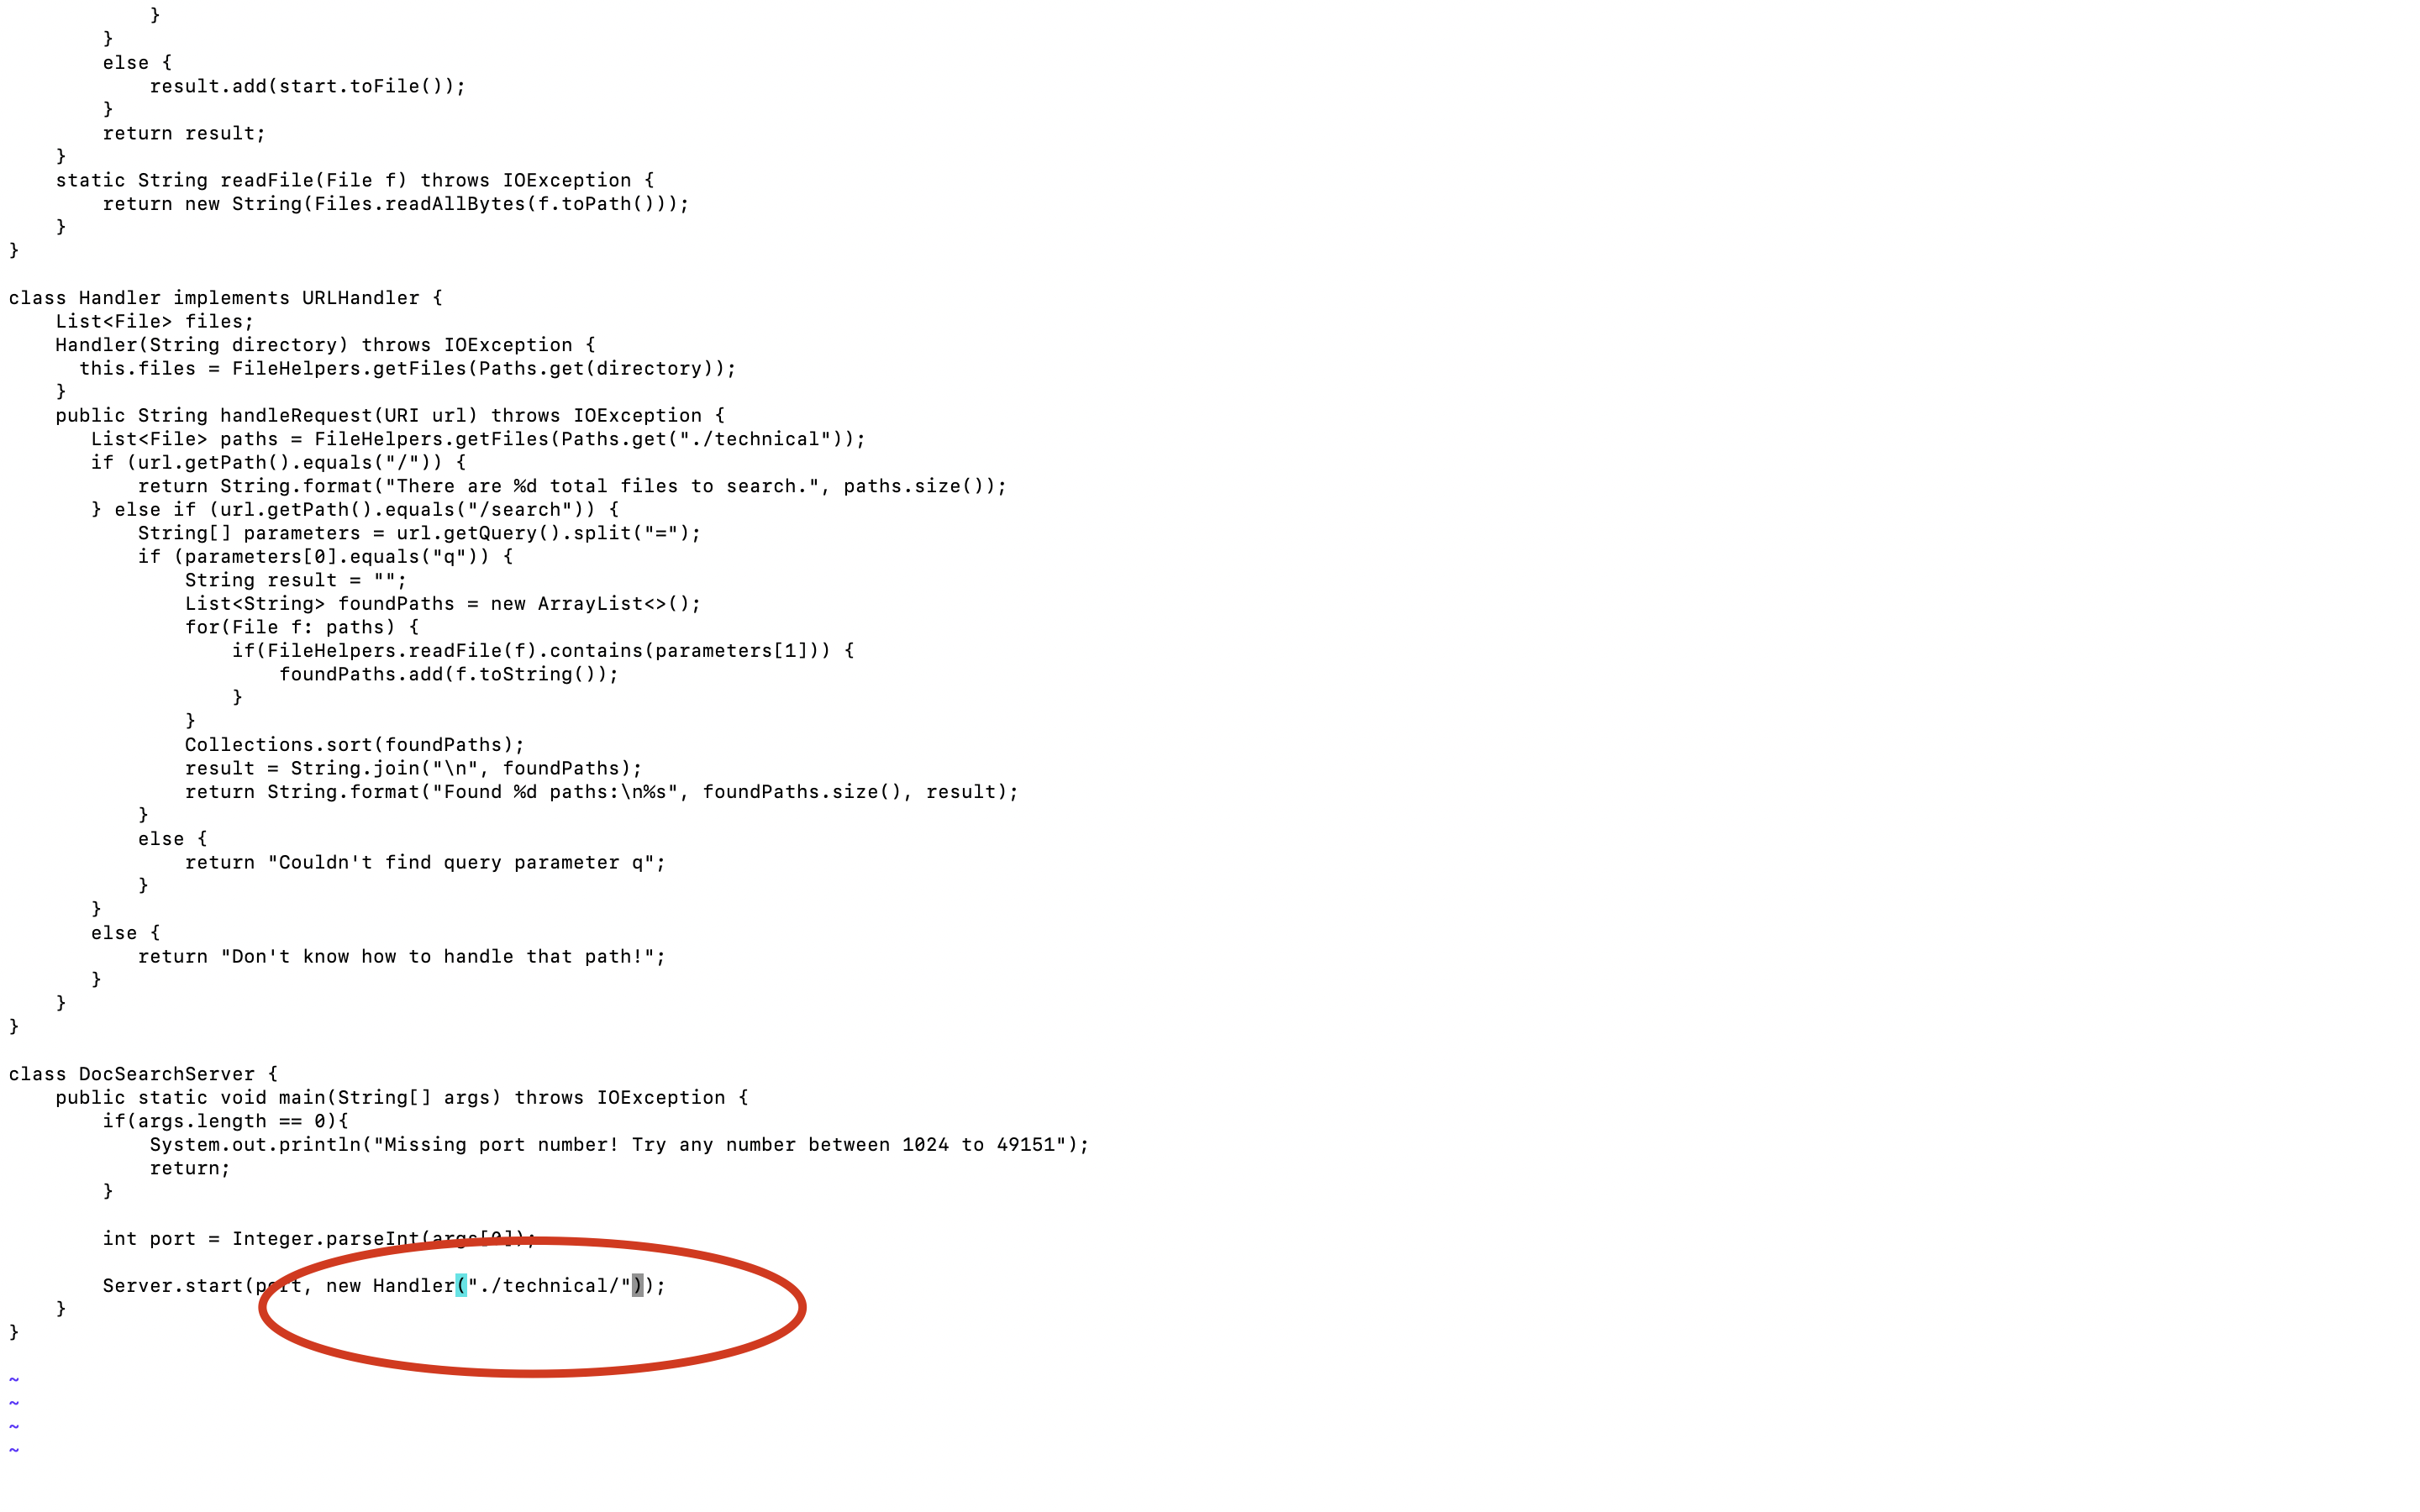 }
        }
        else {
            result.add(start.toFile());
        }
        return result;
    }
    static String readFile(File f) throws IOException {
        return new String(Files.readAllBytes(f.toPath()));
    }
}

class Handler implements URLHandler {
    List<File> files;
    Handler(String directory) throws IOException {
      this.files = FileHelpers.getFiles(Paths.get(directory));
    }
    public String handleRequest(URI url) throws IOException {
       List<File> paths = FileHelpers.getFiles(Paths.get("./technical"));
       if (url.getPath().equals("/")) {
           return String.format("There are %d total files to search.", paths.size());
       } else if (url.getPath().equals("/search")) {
           String[] parameters = url.getQuery().split("=");
           if (parameters[0].equals("q")) {
               String result = "";
               List<String> foundPaths = new ArrayList<>();
               for(File f: paths) {
                   if(FileHelpers.readFile(f).contains(parameters[1])) {
                       foundPaths.add(f.toString());
                   }
               }
               Collections.sort(foundPaths);
               result = String.join("\n", foundPaths);
               return String.format("Found %d paths:\n%s", foundPaths.size(), result);
           }
           else {
               return "Couldn't find query parameter q";
           }
       }
       else {
           return "Don't know how to handle that path!";
       }
    }
}

class DocSearchServer {
    public static void main(String[] args) throws IOException {
        if(args.length == 0){
            System.out.println("Missing port number! Try any number between 1024 to 49151");
            return;
        }

        int port = Integer.parseInt(args[0]);

        Server.start(port, new Handler("./technical/"));
    }
}

~
~
~
~